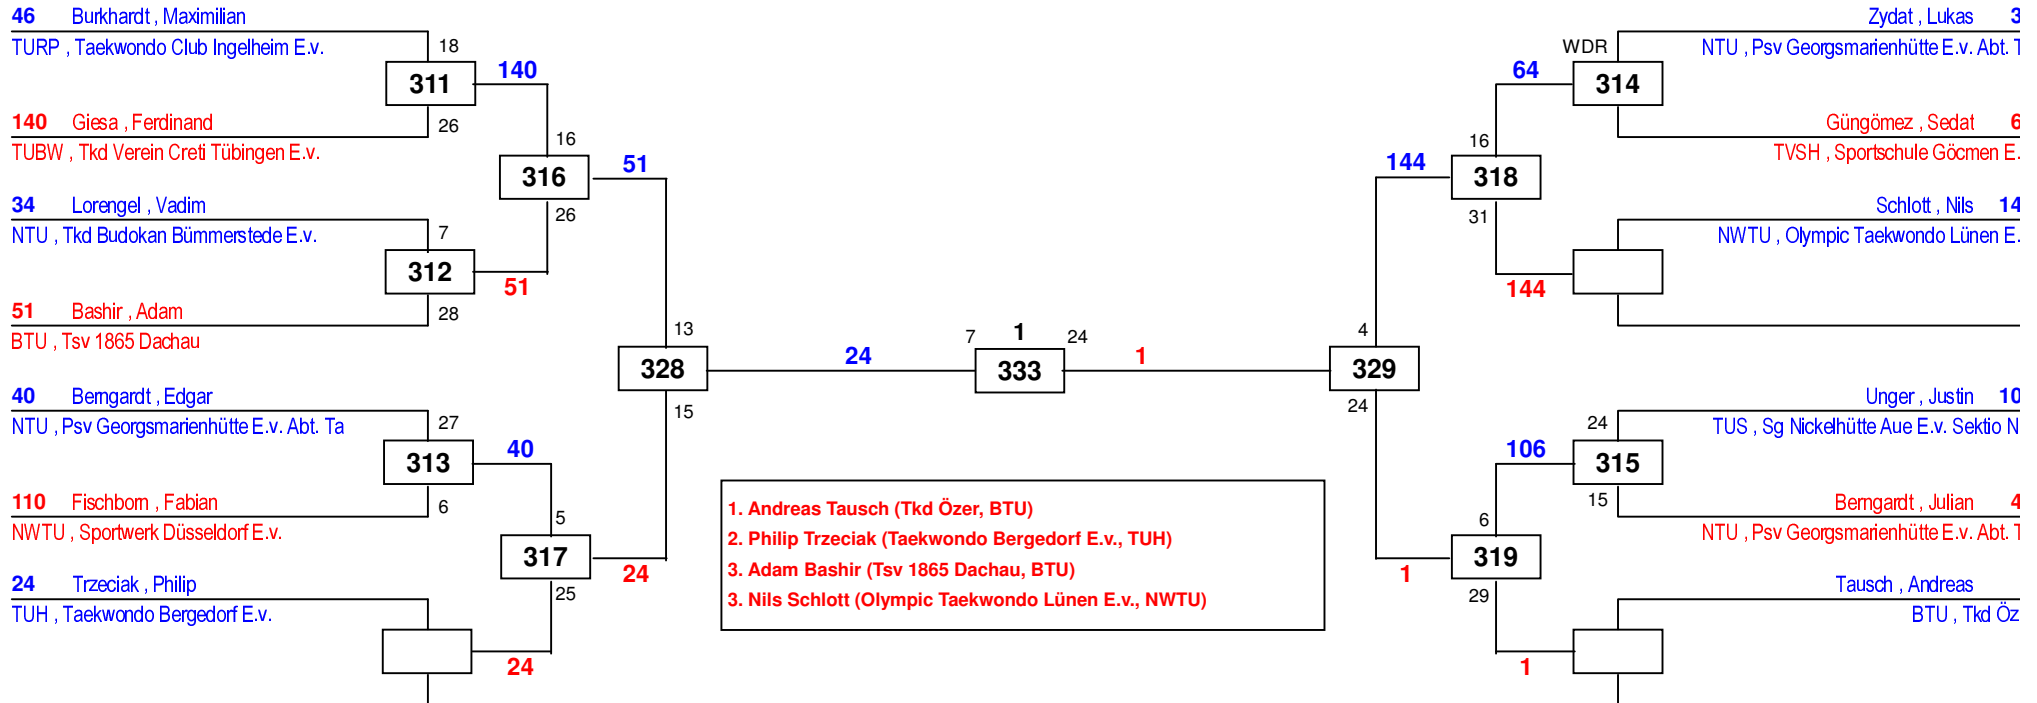 46 Burkhardt , Maximilian
TURP , Taekwondo Club Ingelheim E.v.
18
311
140
26
140 Giesa , Ferdinand
TUBW , Tkd Verein Creti Tübingen E.v.
16
316
51
26
34 Lorengel , Vadim
NTU , Tkd Budokan Bümmerstede E.v.
7
312
51
28
51 Bashir , Adam
BTU , Tsv 1865 Dachau
13
328
24
15
40 Berngardt , Edgar
NTU , Psv Georgsmarienhütte E.v. Abt. Ta
27
313
40
6
110 Fischborn , Fabian
NWTU , Sportwerk Düsseldorf E.v.
5
317
24
25
24 Trzeciak , Philip
TUH , Taekwondo Bergedorf E.v.
24
7
1
24
333
1
1. Andreas Tausch (Tkd Özer, BTU)
2. Philip Trzeciak (Taekwondo Bergedorf E.v., TUH)
3. Adam Bashir (Tsv 1865 Dachau, BTU)
3. Nils Schlott (Olympic Taekwondo Lünen E.v., NWTU)
Zydat , Lukas 3
NTU , Psv Georgsmarienhütte E.v. Abt. T
WDR
64
314
Güngömez , Sedat 6
TVSH , Sportschule Göcmen E.
16
144
318
31
Schlott , Nils 14
NWTU , Olympic Taekwondo Lünen E.
144
4
329
24
Unger , Justin 10
TUS , Sg Nickelhütte Aue E.v. Sektio N
24
106
315
15
Berngardt , Julian 4
NTU , Psv Georgsmarienhütte E.v. Abt. T
6
319
1
29
Tausch , Andreas
BTU , Tkd Öz
1